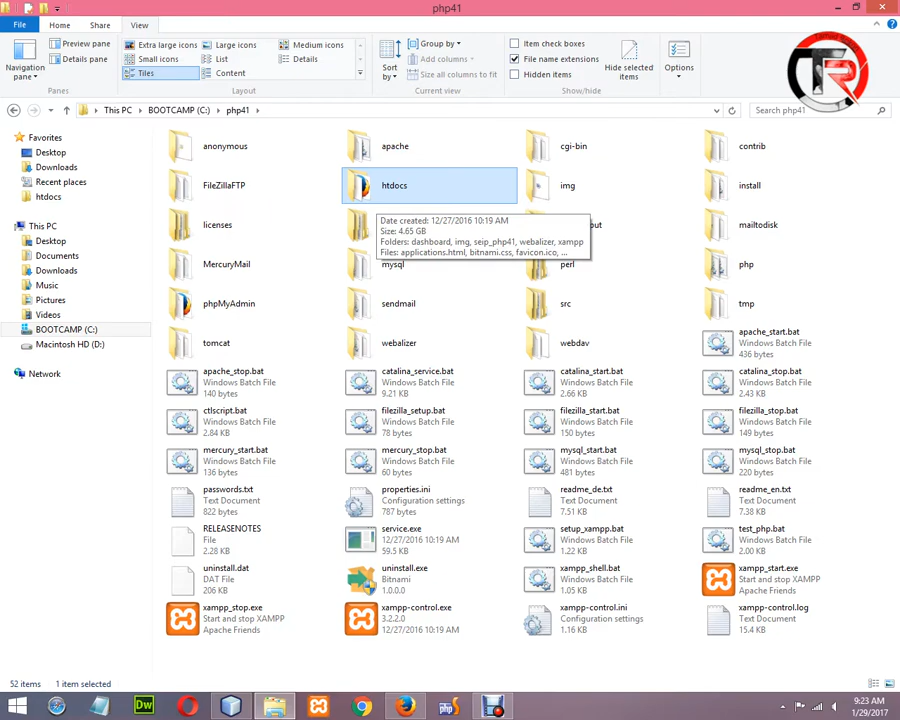 php41
File
Home
Share
View
Navigation pane
Preview pane
Details pane
Panes
Extra large icons
Large icons
Medium icons
Small icons
List
Details
Tiles
Content
Layout
Sort by
Group by
Add columns
Size all columns to fit
Current view
Item check boxes
File name extensions
Hidden items
Hide selected items
Show/hide
Options
This PC
BOOTCAMP (C:)
php41
Search php41
Favorites
Desktop
Downloads
Recent places
htdocs
This PC
Desktop
Documents
Downloads
Music
Pictures
Videos
BOOTCAMP (C:)
Macintosh HD (D:)
Network
anonymous
apache
cgi-bin
contrib
FileZillaFTP
htdocs
img
install
licenses
Date created: 12/27/2016 10:19 AM
Size: 4.65 GB
Folders: dashboard, img, seip_php41, webalizer, xampp
Files: applications.html, bitnami.css, favicon.ico, ...
mailtodisk
MercuryMail
mysql
perl
php
phpMyAdmin
sendmail
src
tmp
tomcat
webalizer
webdav
apache_start.bat
Windows Batch File
436 bytes
apache_stop.bat
Windows Batch File
140 bytes
catalina_service.bat
Windows Batch File
9.21 KB
catalina_start.bat
Windows Batch File
2.66 KB
catalina_stop.bat
Windows Batch File
2.43 KB
ctlscript.bat
Windows Batch File
2.84 KB
filezilla_setup.bat
Windows Batch File
78 bytes
filezilla_start.bat
Windows Batch File
150 bytes
filezilla_stop.bat
Windows Batch File
149 bytes
mercury_start.bat
Windows Batch File
136 bytes
mercury_stop.bat
Windows Batch File
60 bytes
mysql_start.bat
Windows Batch File
481 bytes
mysql_stop.bat
Windows Batch File
220 bytes
passwords.txt
Text Document
822 bytes
properties.ini
Configuration settings
787 bytes
readme_de.txt
Text Document
7.51 KB
readme_en.txt
Text Document
7.38 KB
RELEASENOTES
File
2.28 KB
service.exe
12/27/2016 10:19 AM
59.5 KB
setup_xampp.bat
Windows Batch File
1.22 KB
test_php.bat
Windows Batch File
2.00 KB
uninstall.dat
DAT File
206 KB
uninstall.exe
Bitnami
1.0.0.0
xampp_shell.bat
Windows Batch File
1.05 KB
xampp_start.exe
Start and stop XAMPP
Apache Friends
xampp_stop.exe
Start and stop XAMPP
Apache Friends
xampp-control.exe
3.2.2.0
12/27/2016 10:19 AM
xampp-control.ini
Configuration settings
1.16 KB
xampp-control.log
Text Document
15.4 KB
52 items
1 item selected
Dw
php
9:23 AM
1/29/2017